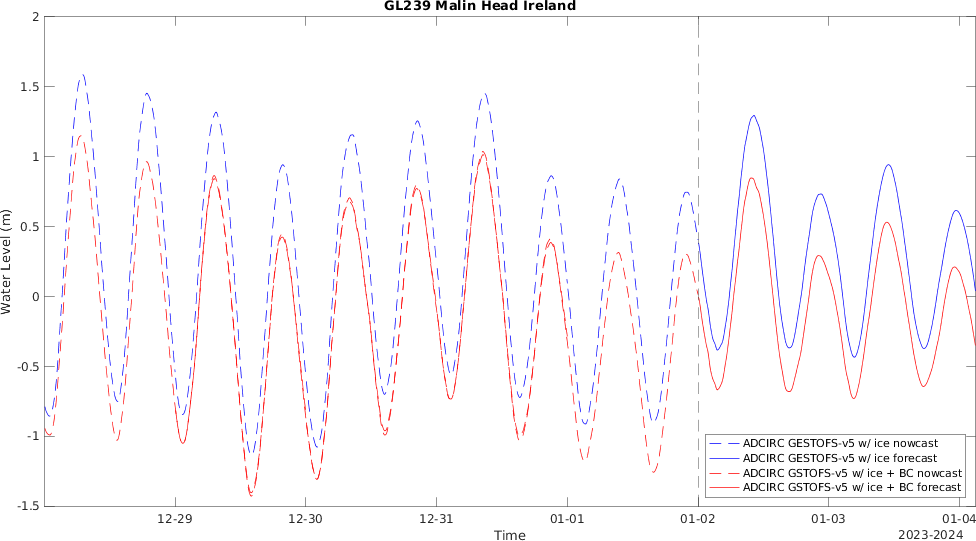 GL239 Malin Head Ireland
2
1.5
1
0.5
0
-0.5
-1
-1.5
Water Level (m)
12-29
12-30
12-31
01-01
01-02
01-03
01-04
Time
2023-2024
ADCIRC GESTOFS-v5 w/ ice nowcast
ADCIRC GESTOFS-v5 w/ ice forecast
ADCIRC GSTOFS-v5 w/ ice + BC nowcast
ADCIRC GSTOFS-v5 w/ ice + BC forecast